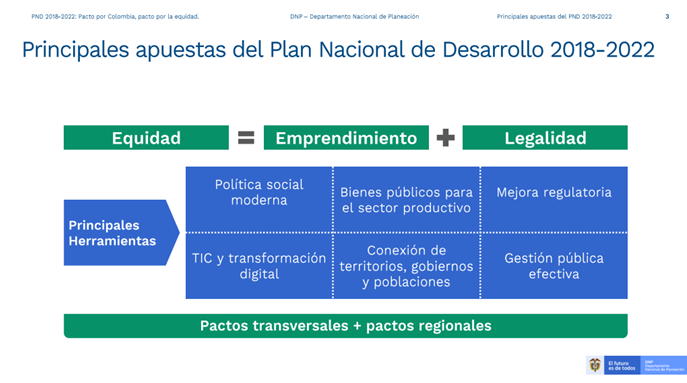 PND 2018-2022: Pacto por Colombia, pacto por la equidad.
DNP – Departamento Nacional de Planeación
Principales apuestas del PND 2018-2022
3
Principales apuestas del Plan Nacional de Desarrollo 2018-2022
Equidad = Emprendimiento + Legalidad
Principales
Herramientas
Política social
moderna
Bienes públicos para
el sector productivo
Mejora regulatoria
TIC y transformación
digital
Conexión de
territorios, gobiernos
y poblaciones
Gestión pública
efectiva
Pactos transversales + pactos regionales
El futuro
es de todos
DNP
Departamento
Nacional de Planeación